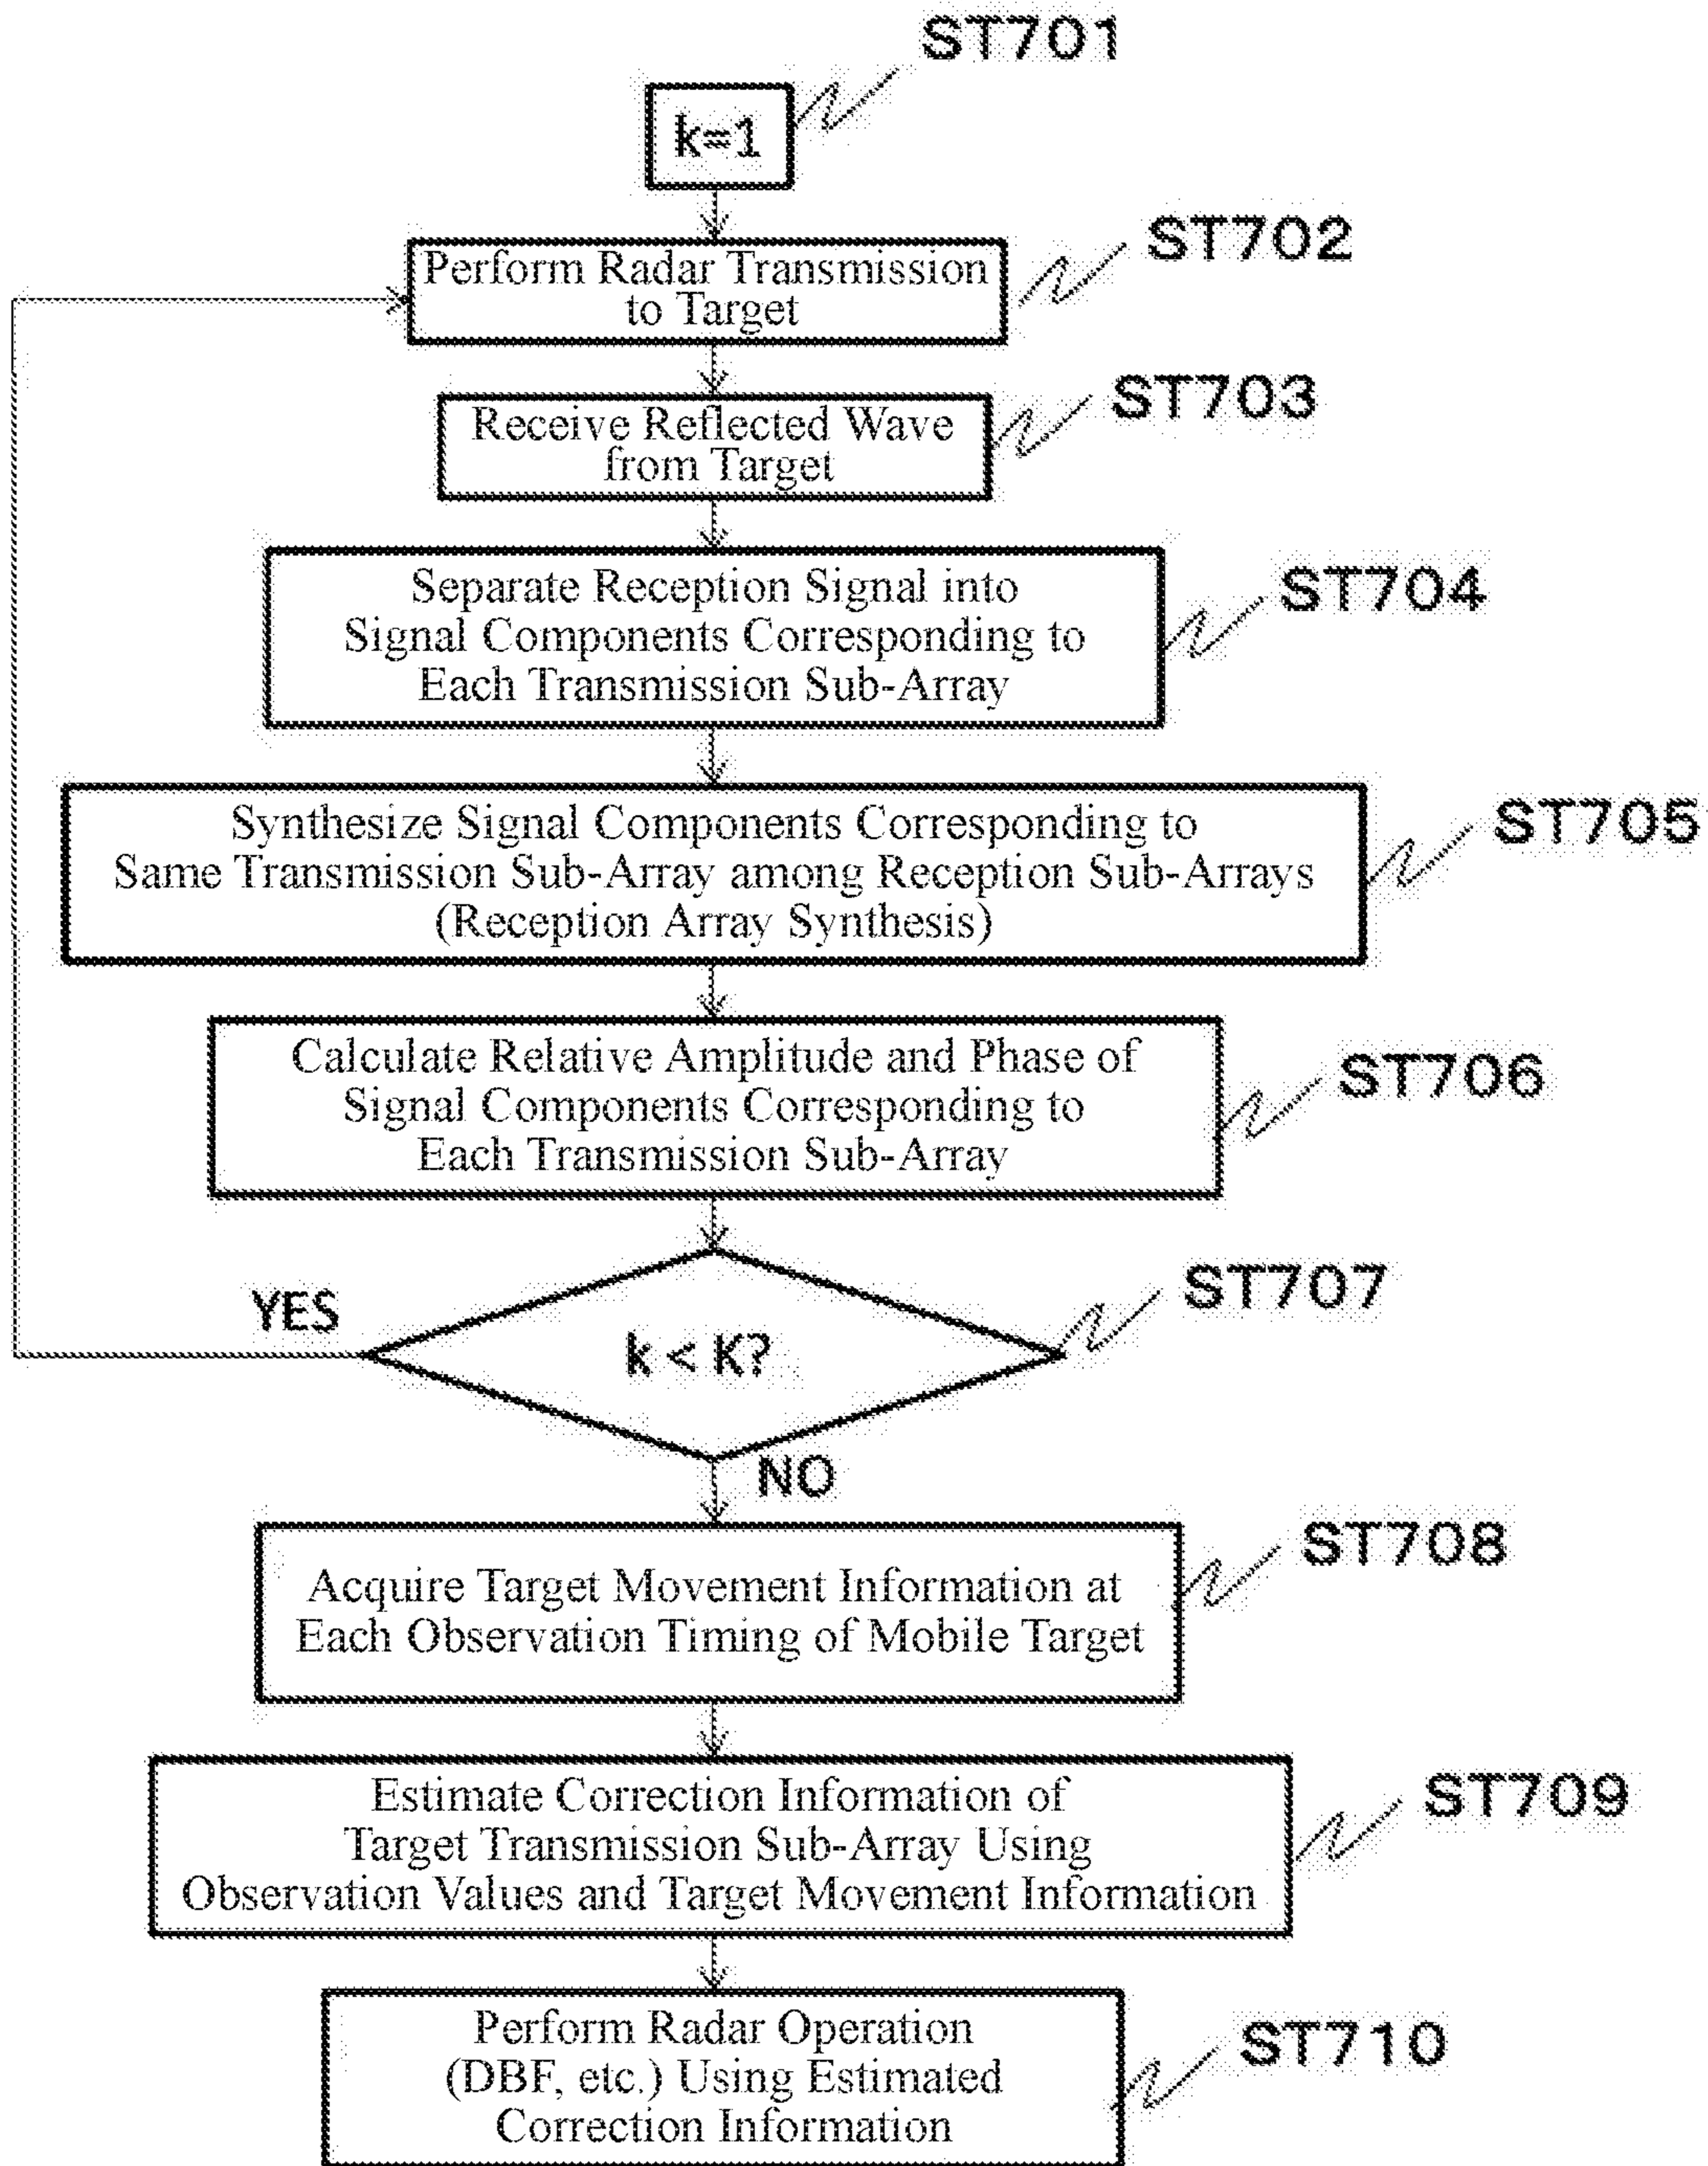 ST701
k=1
ST702
Perform Radar Transmission
to Target
ST703
Receive Reflected Wave
from Target
ST704
Separate Reception Signal into
Signal Components Corresponding to
Each Transmission Sub-Array
ST705
Synthesize Signal Components Corresponding to
Same Transmission Sub-Array among Reception Sub-Arrays
(Reception Array Synthesis)
ST706
Calculate Relative Amplitude and Phase of
Signal Components Corresponding to
Each Transmission Sub-Array
ST707
YES
k < K?
NO
ST708
Acquire Target Movement Information at
Each Observation Timing of Mobile Target
ST709
Estimate Correction Information of
Target Transmission Sub-Array Using
Observation Values and Target Movement Information
ST710
Perform Radar Operation
(DBF, etc.) Using Estimated
Correction Information